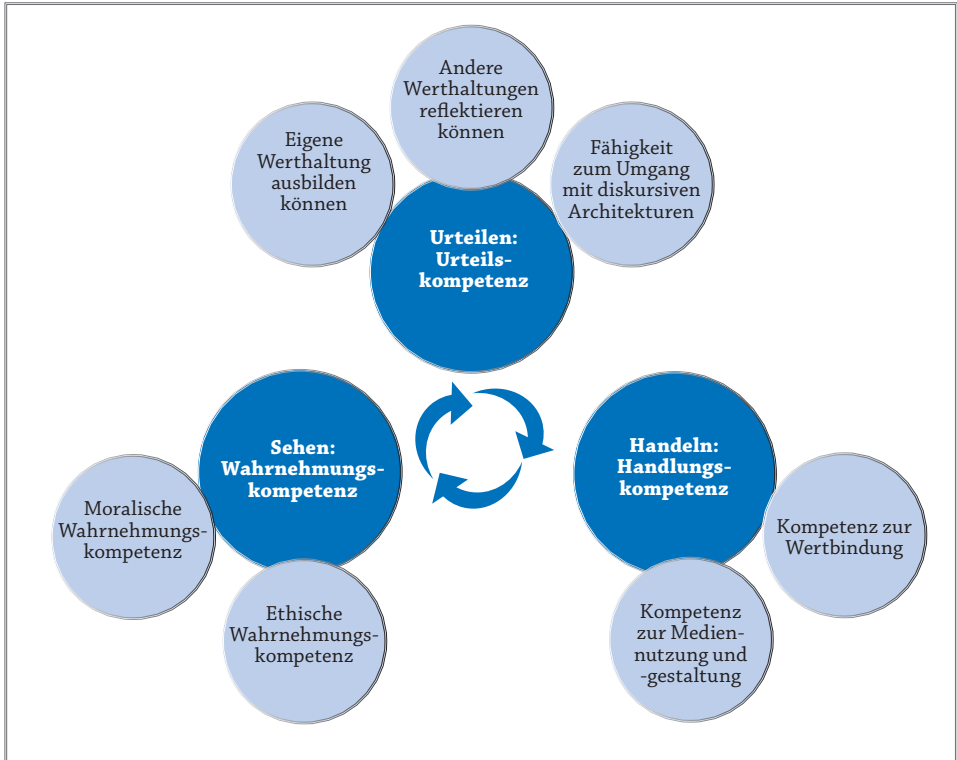 Andere
Werthaltungen
reflektieren
können
Eigene
Werthaltung
ausbilden
können
Fähigkeit
zum Umgang
mit diskursiven
Architekturen
Urteilen:
Urteils-
kompetenz
Sehen:
Wahrnehmungs-
kompetenz
Handeln:
Handlungs-
kompetenz
Moralische
Wahrnehmungs-
kompetenz
Ethische
Wahrnehmungs-
kompetenz
Kompetenz zur
Wertbindung
Kompetenz
zur Medien-
nutzung und
-gestaltung